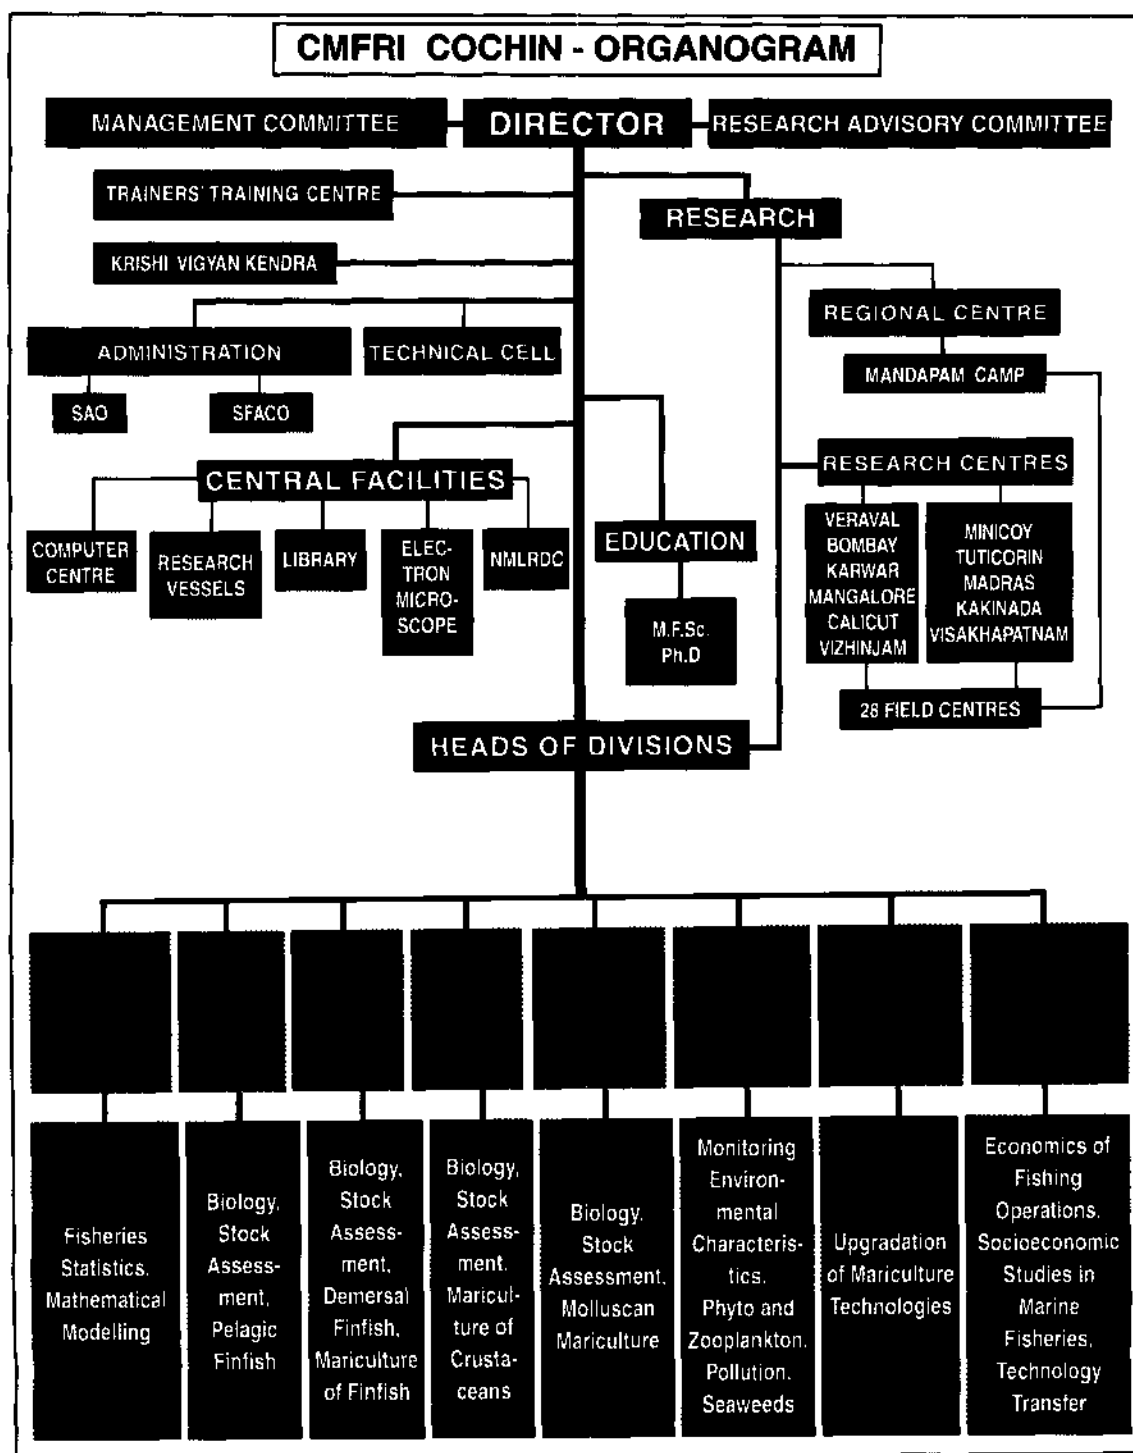 CMFRI COCHIN - ORGANOGRAM
MANAGEMENT COMMITTEE
DIRECTOR
RESEARCH ADVISORY COMMITTEE
TRAINERS' TRAINING CENTRE
RESEARCH
KRISHI VIGYAN KENDRA
REGIONAL CENTRE
ADMINISTRATION
TECHNICAL CELL
MANDAPAM CAMP
SAO
SFACO
RESEARCH CENTRES
CENTRAL FACILITIES
COMPUTER
CENTRE
RESEARCH
VESSELS
LIBRARY
ELEC-
TRON
MICRO-
SCOPE
NMLRDC
EDUCATION
M.F.Sc.
Ph.D
VERAVAL
BOMBAY
KARWAR
MANGALORE
CALICUT
VIZHINJAM
MINICOY
TUTICORIN
MADRAS
KAKINADA
VISAKHAPATNAM
28 FIELD CENTRES
HEADS OF DIVISIONS
Fisheries
Statistics,
Mathematical
Modelling
Biology,
Stock
Assess-
ment,
Pelagic
Finfish
Biology,
Stock
Assess-
ment,
Demersal
Finfish,
Mariculture
of Finfish
Biology,
Stock
Assess-
ment,
Maricul-
ture of
Crusta-
ceans
Biology,
Stock
Assessment,
Molluscan
Mariculture
Monitoring
Environ-
mental
Characteris-
tics,
Phyto and
Zooplankton,
Pollution,
Seaweeds
Upgradation
of Mariculture
Technologies
Economics of
Fishing
Operations,
Socioeconomic
Studies in
Marine
Fisheries,
Technology
Transfer